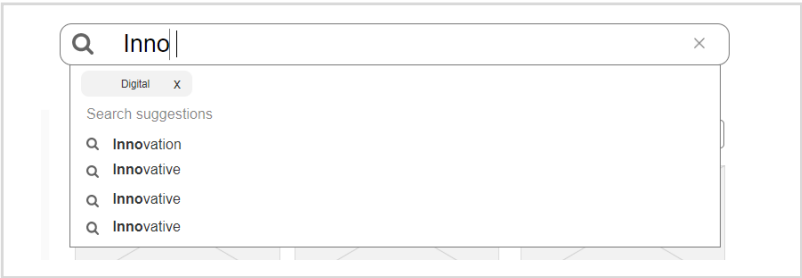 Inno
Digital X
Search suggestions
Innovation
Innovative
Innovative
Innovative